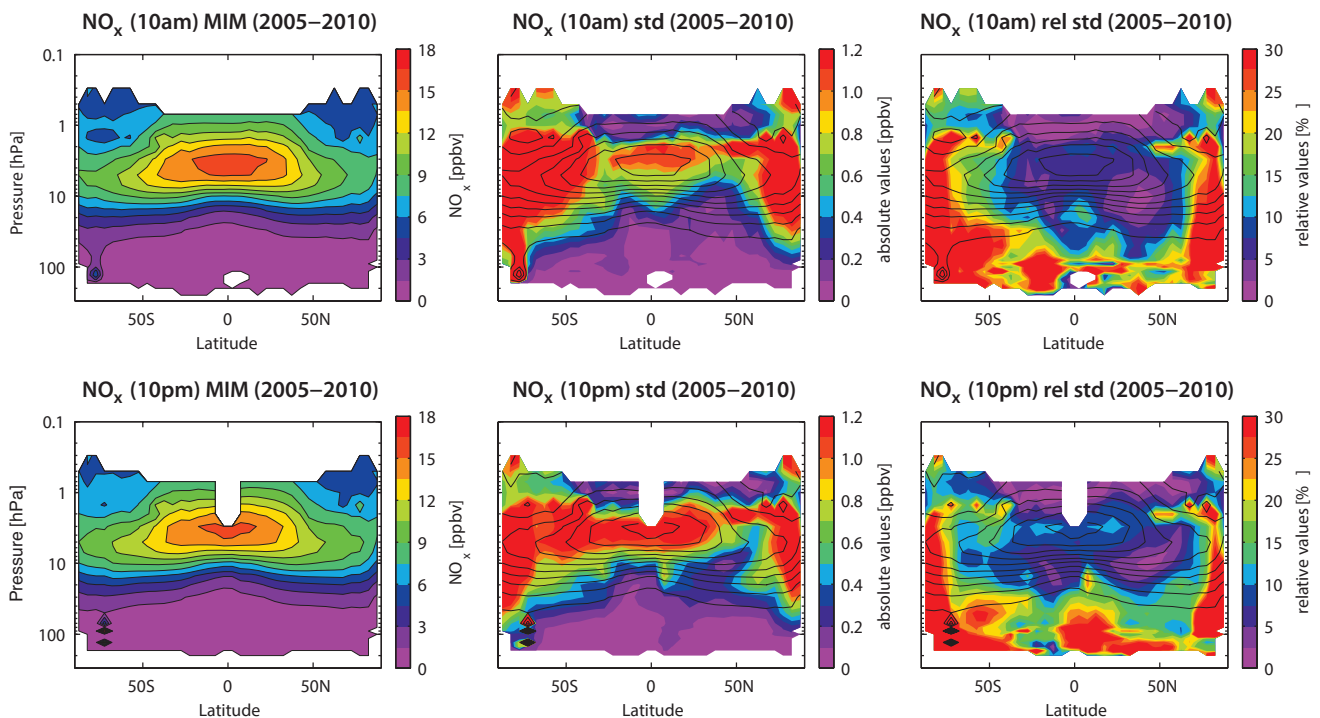 NOx (10am) MIM (2005−2010)
NOx (10am) std (2005−2010)
NOx (10am) rel std (2005−2010)
0.1
1
10
100
Pressure [hPa]
50S 0 50N
Latitude
18
15
12
9
6
3
0
NOx [ppbv]
50S 0 50N
Latitude
1.2
1.0
0.8
0.6
0.4
0.2
0
absolute values [ppbv]
50S 0 50N
Latitude
30
25
20
15
10
5
0
relative values [% ]
NOx (10pm) MIM (2005−2010)
NOx (10pm) std (2005−2010)
NOx (10pm) rel std (2005−2010)
0.1
1
10
100
Pressure [hPa]
50S 0 50N
Latitude
18
15
12
9
6
3
0
NOx [ppbv]
50S 0 50N
Latitude
1.2
1.0
0.8
0.6
0.4
0.2
0
absolute values [ppbv]
50S 0 50N
Latitude
30
25
20
15
10
5
0
relative values [% ]